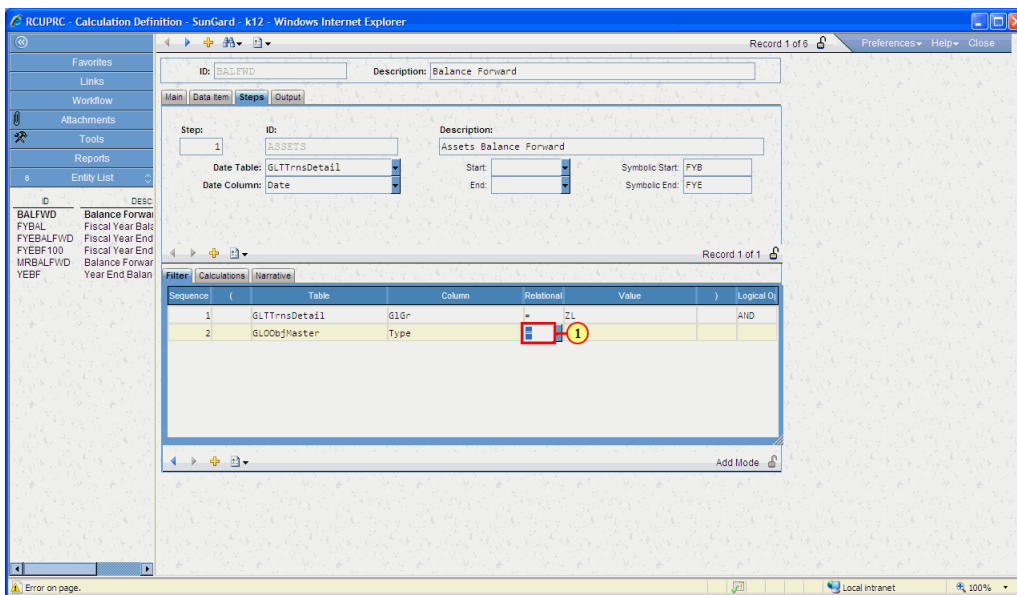 RCUPRC - Calculation Definition - SunGard - k12 - Windows Internet Explorer
Record 1 of 6
Preferences Help Close
Favorites
Links
Workflow
Attachments
Tools
Reports
6 Entity List
ID DESC
BALFWD Balance Forwar
FYBAL Fiscal Year Bala
FYEBALFWD Fiscal Year End
FYEBF100 Fiscal Year End
MRBALFWD Balance Forwar
YEBF Year End Balan
ID: BALFWD Description: Balance Forward
Main Data Item Steps Output
Step: ID: Description:
1 ASSETS Assets Balance Forward
Date Table: GLTTrnsDetail Start: Symbolic Start: FYB
Date Column: Date End: Symbolic End: FYE
Record 1 of 1
Filter Calculations Narrative
Sequence ( Table Column Relational Value ) Logical O
1 GLTTrnsDetail GlGr = ZL AND
2 GLOObjMaster Type = 1
Add Mode
Error on page. Local intranet 100%